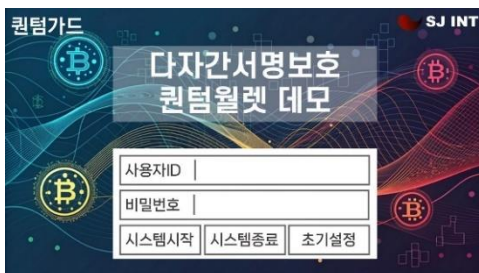 퀀텀가드
SJ INT
다자간서명보호
퀀텀월렛 데모
사용자ID
비밀번호
시스템시작 시스템종료 초기설정